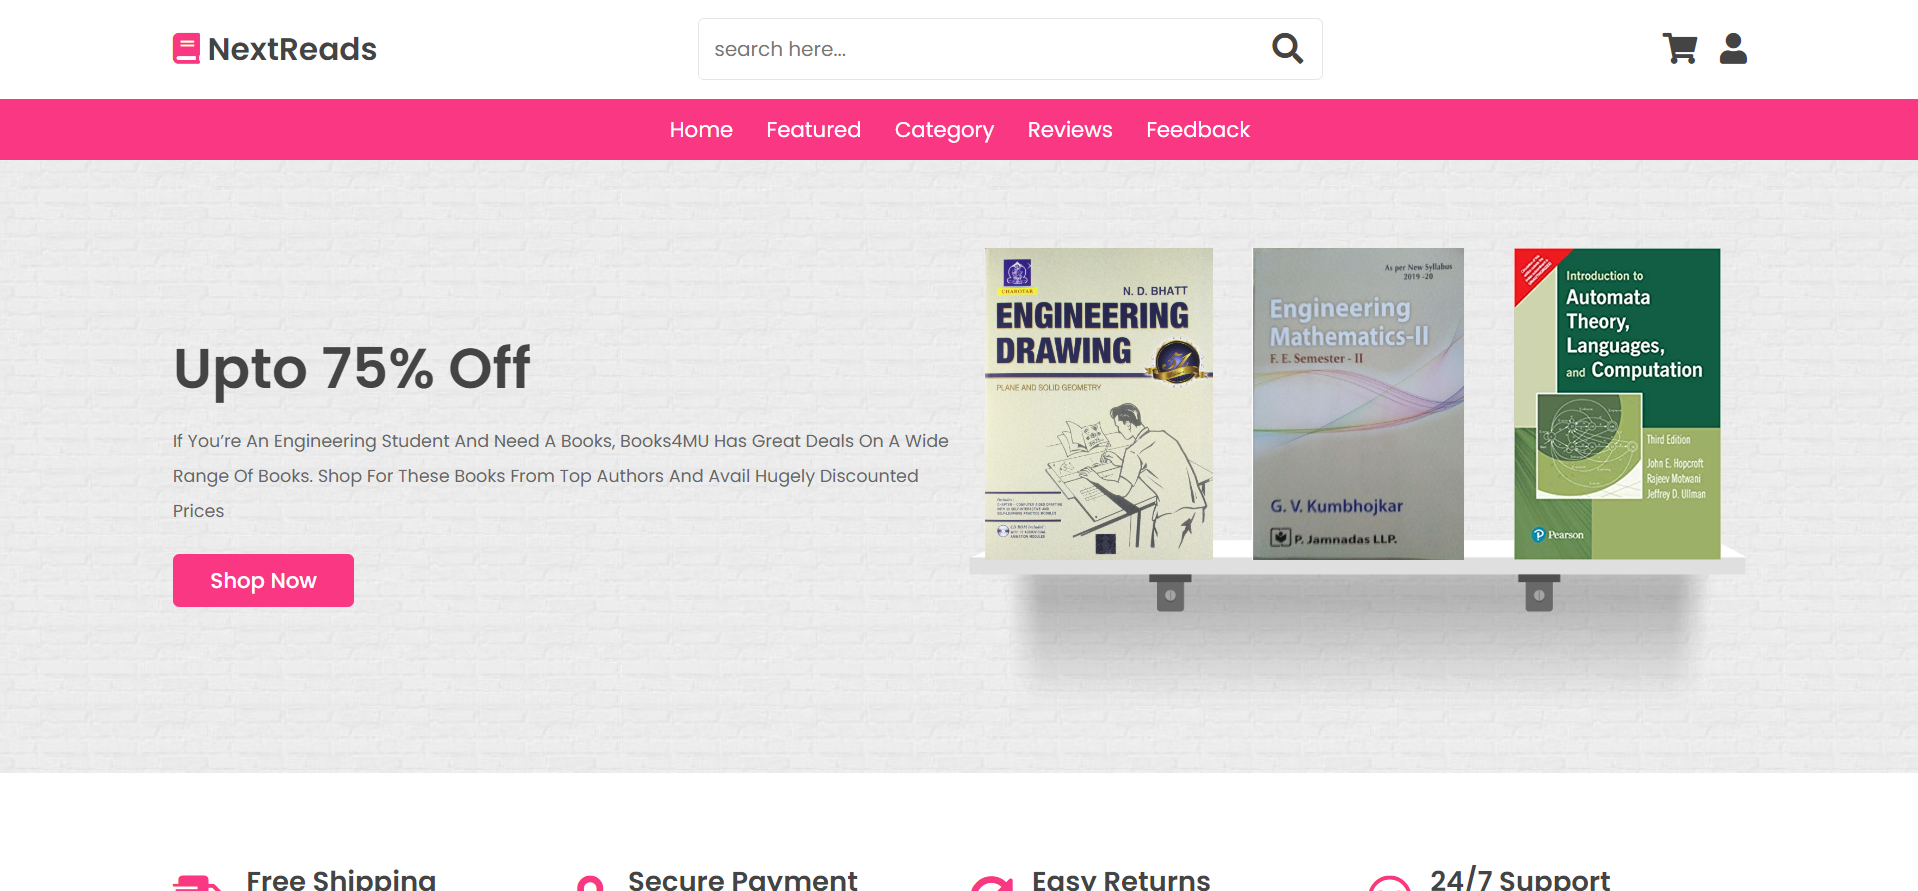 NextReads
search here...
Home Featured Category Reviews Feedback
Upto 75% Off
If You’re An Engineering Student And Need A Books, Books4MU Has Great Deals On A Wide
Range Of Books. Shop For These Books From Top Authors And Avail Hugely Discounted
Prices
Shop Now
CHAROTAR
N. D. BHATT
ENGINEERING
DRAWING
PLANE AND SOLID GEOMETRY
As per New Syllabus
2019 -20
Engineering
Mathematics-II
F. E. Semester - II
G. V. Kumbhojkar
P. Jamnadas LLP.
Introduction to
Automata
Theory,
Languages,
and Computation
Third Edition
John E. Hopcroft
Rajeev Motwani
Jeffrey D. Ullman
Pearson
Free Shipping
Secure Payment
Easy Returns
24/7 Support